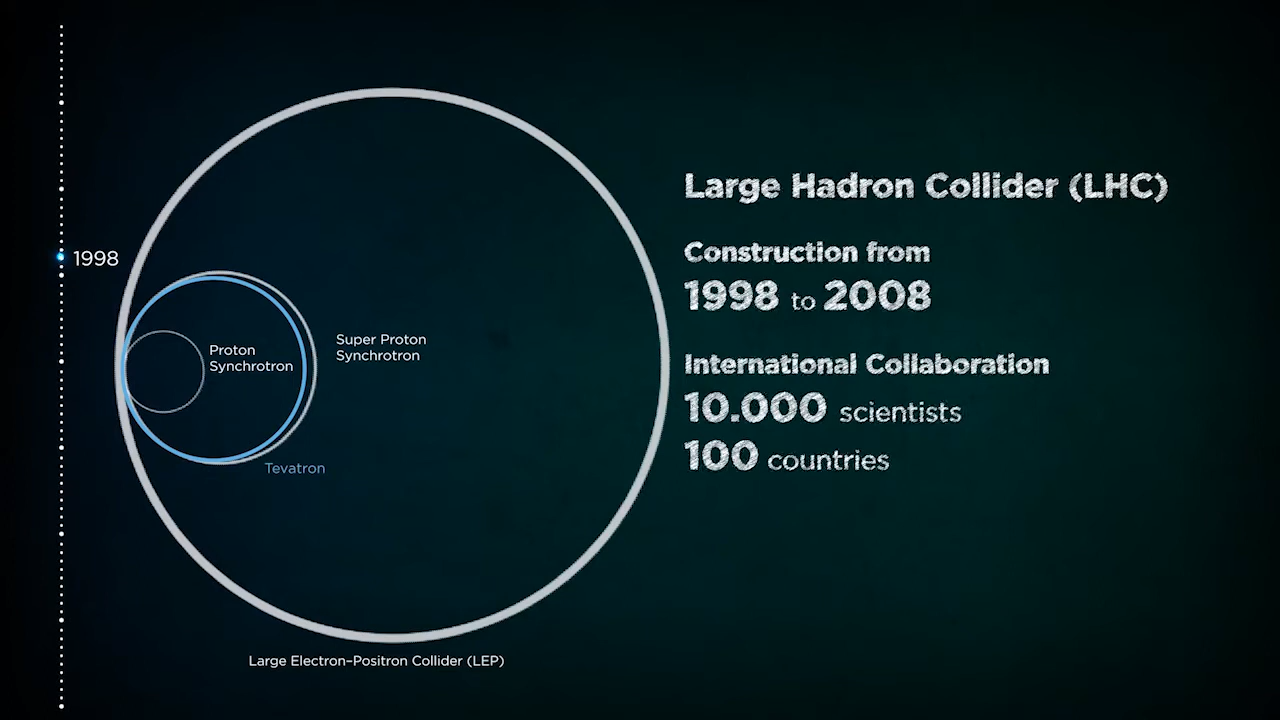 1998
Proton
Synchrotron
Super Proton
Synchrotron
Tevatron
Large Electron–Positron Collider (LEP)
Large Hadron Collider (LHC)
Construction from
1998 to 2008
International Collaboration
10.000 scientists
100 countries